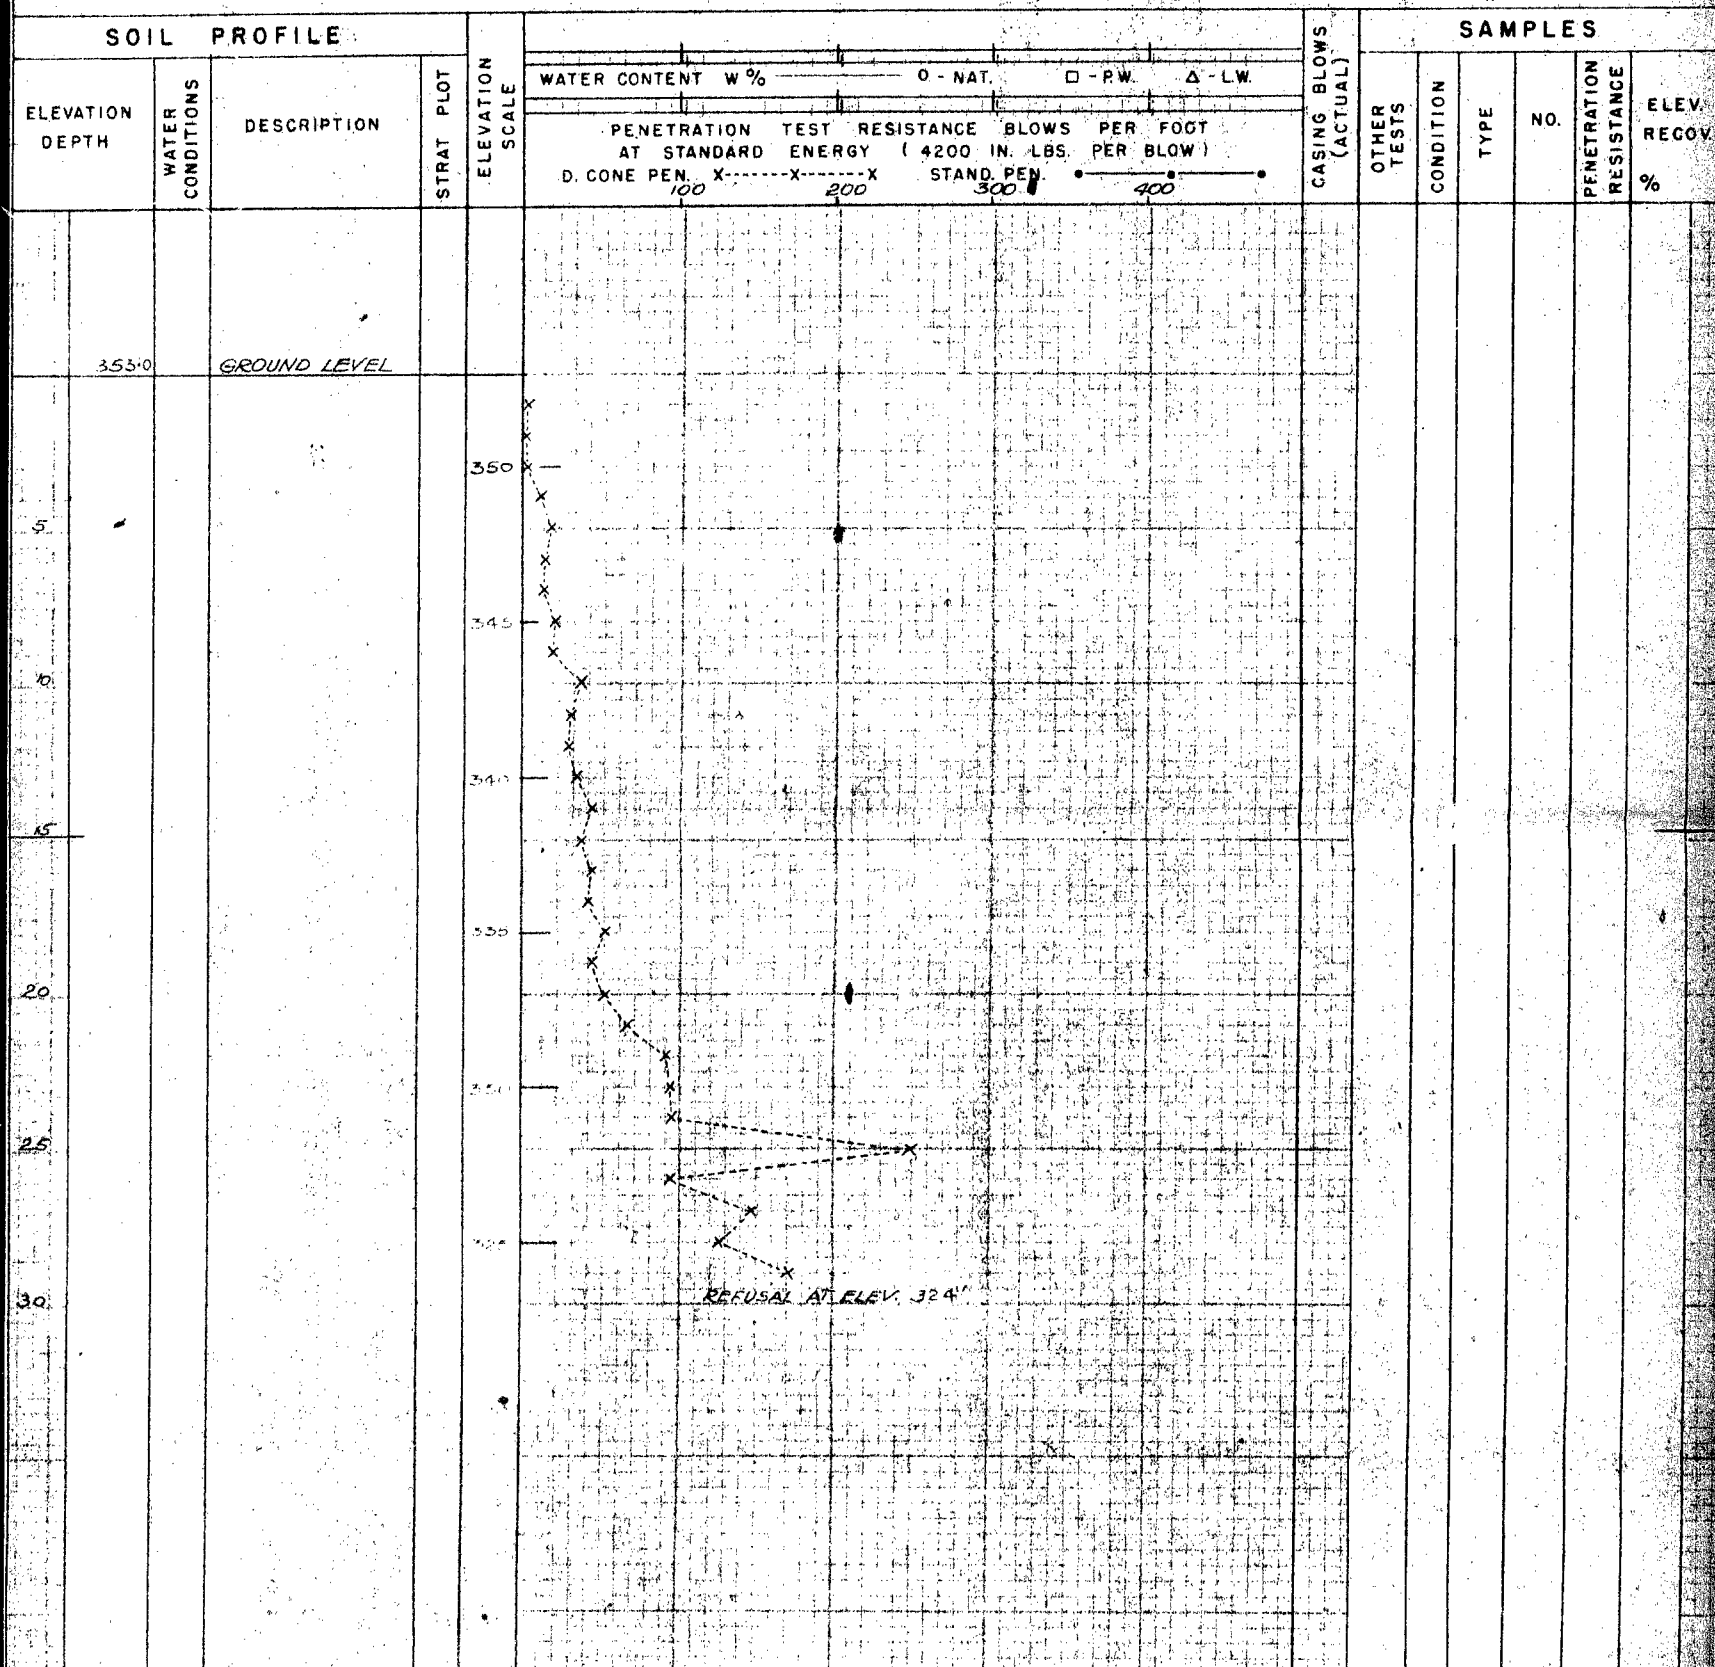 SOIL PROFILE
SAMPLES
ELEVATION
DEPTH
WATER
CONDITIONS
DESCRIPTION
STRAT PLOT
ELEVATION
SCALE
WATER CONTENT W% O - NAT. □ - P.W. Δ - L.W.
PENETRATION TEST RESISTANCE BLOWS PER FOOT
AT STANDARD ENERGY ( 4200 IN. LBS. PER BLOW )
D. CONE PEN. X-------X-------X STAND. PEN.
100 200 300 400
CASING BLOWS
(ACTUAL)
OTHER
TESTS
CONDITION
TYPE
NO.
PENETRATION
RESISTANCE
ELEV.
RECOV.
%
353.0 GROUND LEVEL
350
5
345
10
340
15
335
20
330
25
325
REFUSAL AT ELEV. 324'
30